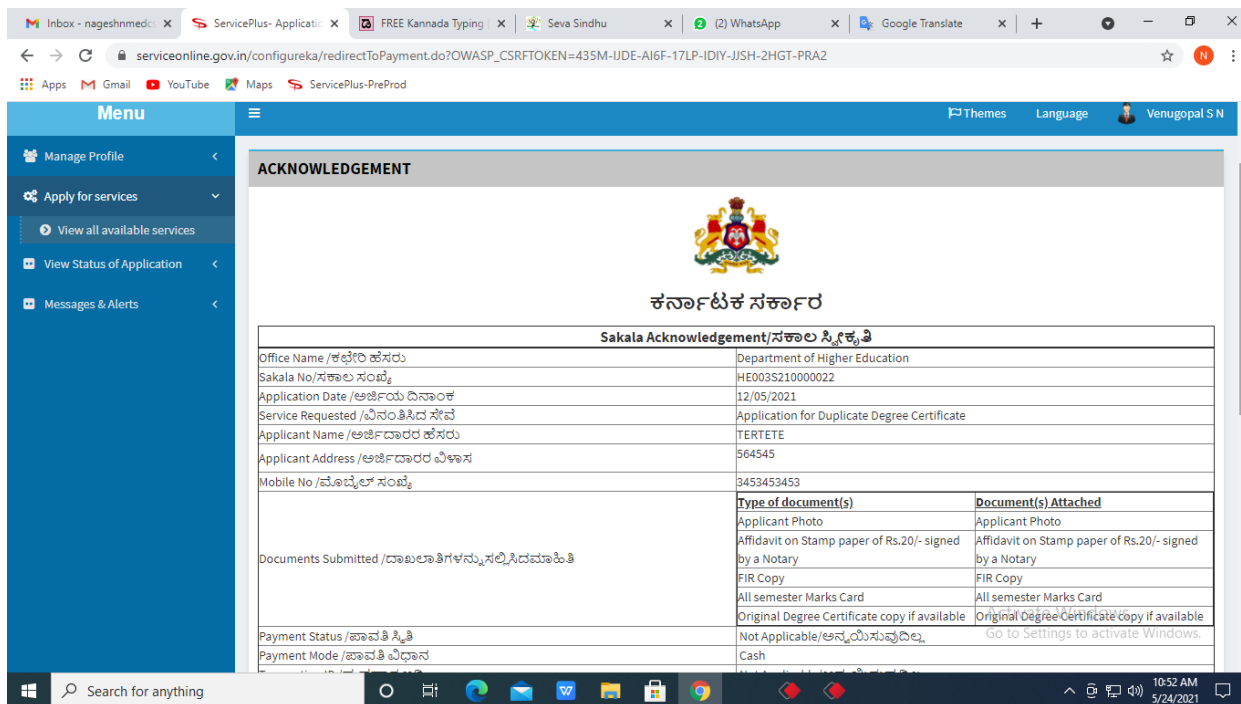 Inbox - nageshnmedcs
ServicePlus- Applicatio
FREE Kannada Typing
Seva Sindhu
(2) WhatsApp
Google Translate
serviceonline.gov.in/configureka/redirectToPayment.do?OWASP_CSRFTOKEN=435M-IJDE-AI6F-17LP-IDIY-JJSH-2HGT-PRA2
N
Apps Gmail YouTube Maps ServicePlus-PreProd
Menu
Themes Language Venugopal S N
Manage Profile
Apply for services
View all available services
View Status of Application
Messages & Alerts
ACKNOWLEDGEMENT
ಕರ್ನಾಟಕ ಸರ್ಕಾರ
Sakala Acknowledgement/ಸಕಾಲ ಸ್ವೀಕೃತಿ
Office Name /ಕಛೇರಿ ಹೆಸರು Department of Higher Education
Sakala No/ಸಕಾಲ ಸಂಖ್ಯೆ HE003S210000022
Application Date /ಅರ್ಜಿಯ ದಿನಾಂಕ 12/05/2021
Service Requested /ವಿನಂತಿಸಿದ ಸೇವೆ Application for Duplicate Degree Certificate
Applicant Name /ಅರ್ಜಿದಾರರ ಹೆಸರು TERTETE
Applicant Address /ಅರ್ಜಿದಾರರ ವಿಳಾಸ 564545
Mobile No /ಮೊಬೈಲ್ ಸಂಖ್ಯೆ 3453453453
Documents Submitted /ದಾಖಲಾತಿಗಳನ್ನು ಸಲ್ಲಿಸಿದಮಾಹಿತಿ
Type of document(s) Document(s) Attached
Applicant Photo Applicant Photo
Affidavit on Stamp paper of Rs.20/- signed Affidavit on Stamp paper of Rs.20/- signed
by a Notary by a Notary
FIR Copy FIR Copy
All semester Marks Card All semester Marks Card
Original Degree Certificate copy if available Original Degree Certificate copy if available
Activate Windows
Go to Settings to activate Windows.
Payment Status /ಪಾವತಿ ಸ್ಥಿತಿ Not Applicable/ಅನ್ವಯಿಸುವುದಿಲ್ಲ
Payment Mode /ಪಾವತಿ ವಿಧಾನ Cash
Search for anything
10:52 AM
5/24/2021